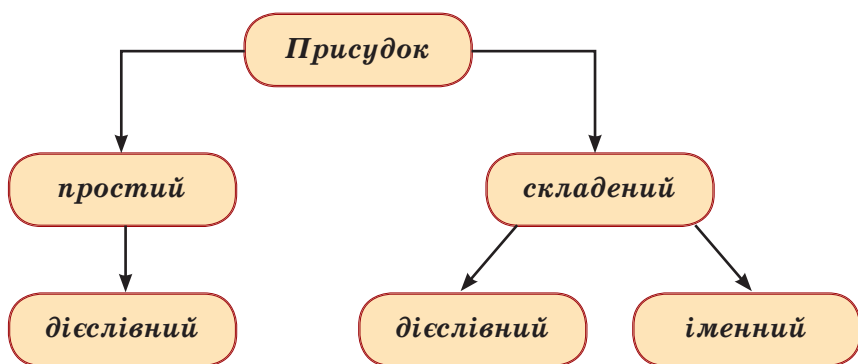 Присудок
простий
складений
дієслівний
дієслівний
іменний